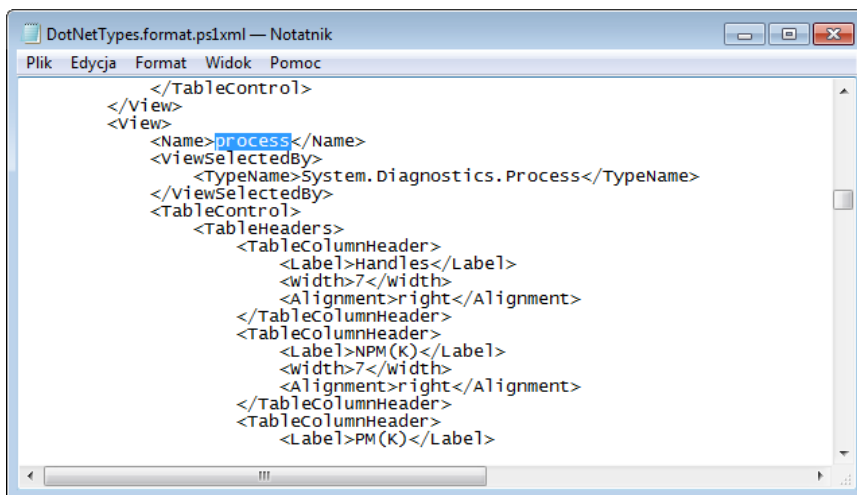 DotNetTypes.format.ps1xml — Notatnik
Plik Edycja Format Widok Pomoc
</TableControl>
</View>
<View>
<Name>process</Name>
<ViewSelectedBy>
<TypeName>System.Diagnostics.Process</TypeName>
</ViewSelectedBy>
<TableControl>
<TableHeaders>
<TableColumnHeader>
<Label>Handles</Label>
<Width>7</Width>
<Alignment>right</Alignment>
</TableColumnHeader>
<TableColumnHeader>
<Label>NPM(K)</Label>
<Width>7</Width>
<Alignment>right</Alignment>
</TableColumnHeader>
<TableColumnHeader>
<Label>PM(K)</Label>